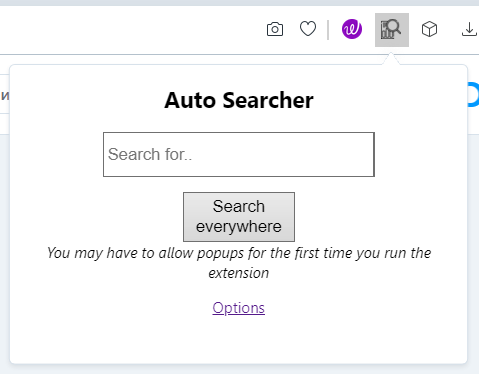 Auto Searcher
Search for..
Search
everywhere
You may have to allow popups for the first time you run the
extension
Options